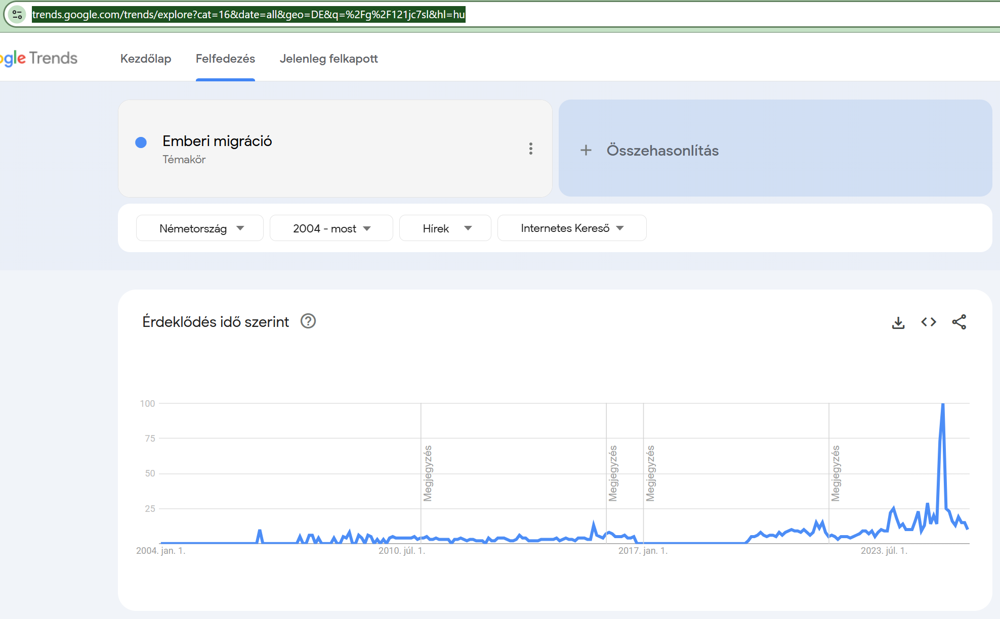 trends.google.com/trends/explore?cat=16&date=all&geo=DE&q=%2Fg%2F121jc7sl&hl=hu
ogle Trends
Kezdőlap
Felfedezés
Jelenleg felkapott
Emberi migráció
Témakör
+ Összehasonlítás
Németország
2004 - most
Hírek
Internetes Kereső
Érdeklődés idő szerint
100
75
50
25
Megjegyzés
Megjegyzés
Megjegyzés
Megjegyzés
2004. jan. 1.
2010. júl. 1.
2017. jan. 1.
2023. júl. 1.